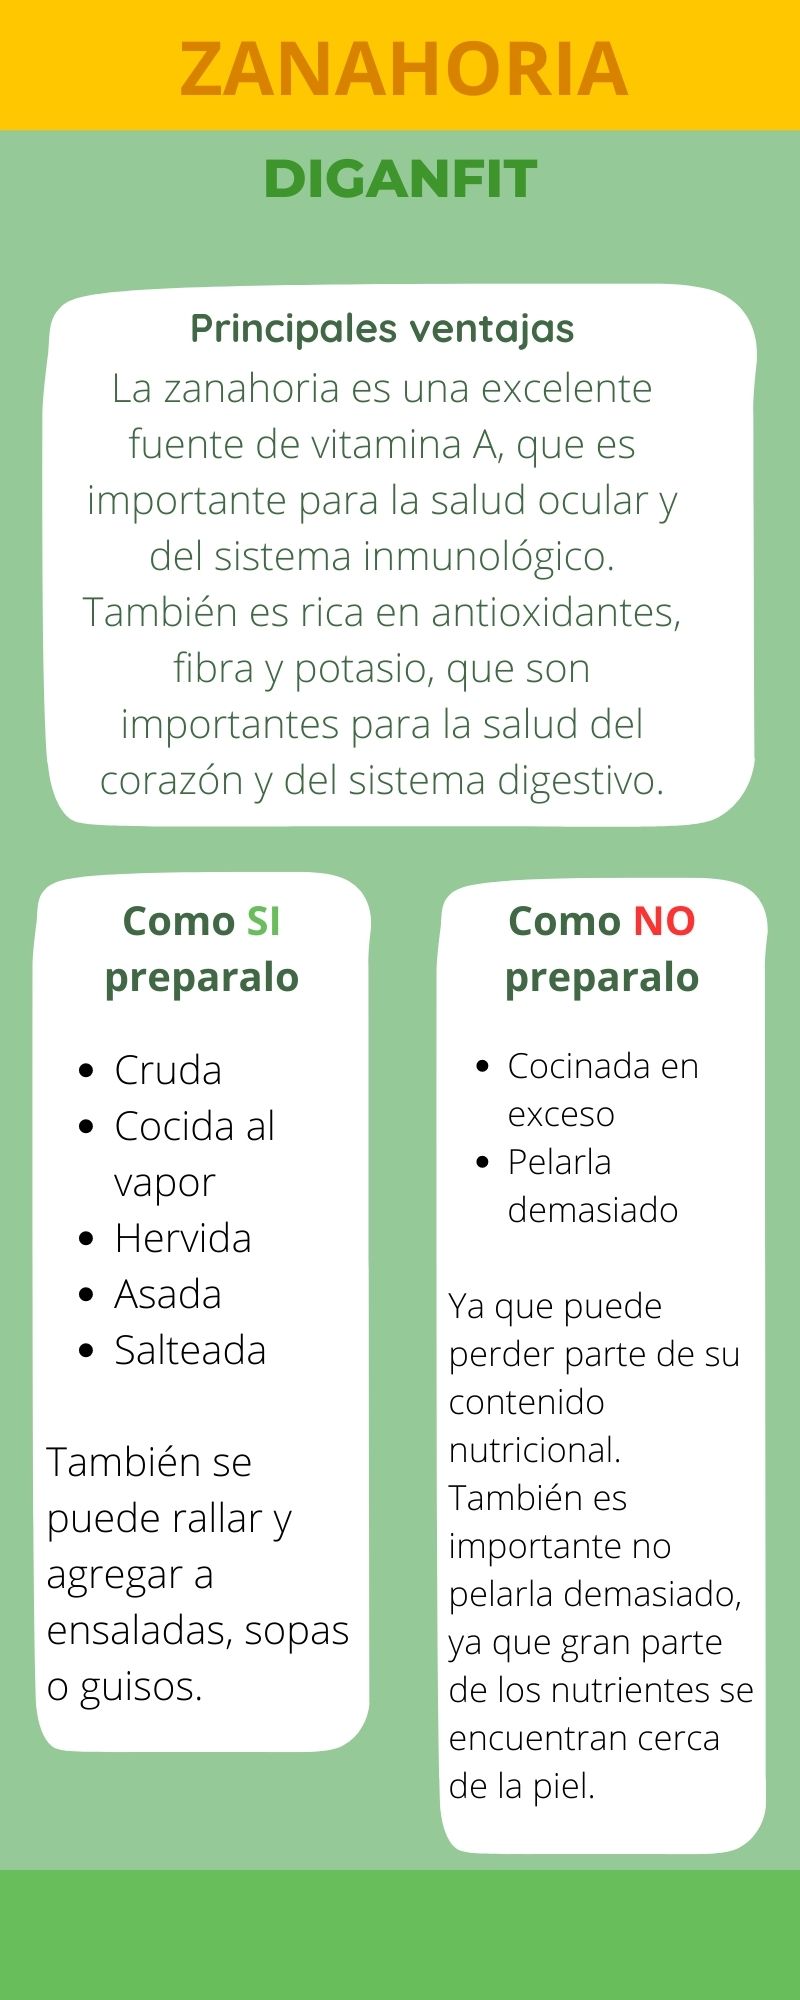 ZANAHORIA
DIGANFIT
Principales ventajas
La zanahoria es una excelente
fuente de vitamina A, que es
importante para la salud ocular y
del sistema inmunológico.
También es rica en antioxidantes,
fibra y potasio, que son
importantes para la salud del
corazón y del sistema digestivo.
Como SI
preparalo
• Cruda
• Cocida al
vapor
• Hervida
• Asada
• Salteada
También se
puede rallar y
agregar a
ensaladas, sopas
o guisos.
Como NO
preparalo
• Cocinada en
exceso
• Pelarla
demasiado
Ya que puede
perder parte de su
contenido
nutricional.
También es
importante no
pelarla demasiado,
ya que gran parte
de los nutrientes se
encuentran cerca
de la piel.